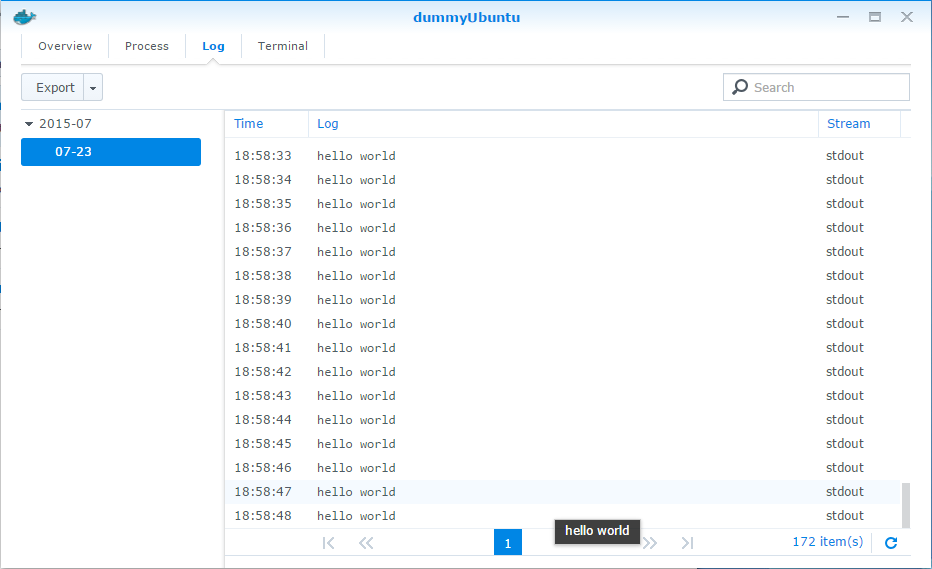 dummyUbuntu
Overview Process Log Terminal
Export Search
2015-07
07-23
Time Log Stream
18:58:33 hello world stdout
18:58:34 hello world stdout
18:58:35 hello world stdout
18:58:36 hello world stdout
18:58:37 hello world stdout
18:58:38 hello world stdout
18:58:39 hello world stdout
18:58:40 hello world stdout
18:58:41 hello world stdout
18:58:42 hello world stdout
18:58:43 hello world stdout
18:58:44 hello world stdout
18:58:45 hello world stdout
18:58:46 hello world stdout
18:58:47 hello world stdout
18:58:48 hello world stdout
hello world
1 172 item(s)